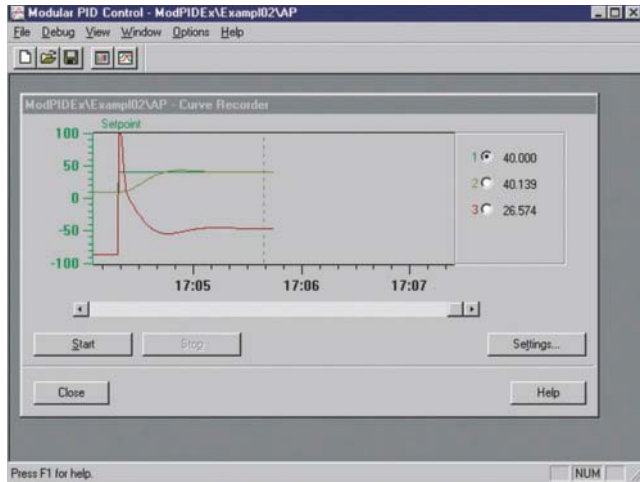 Modular PID Control - ModPIDEx\Exampl02\AP
File Debug View Window Options Help
ModPIDEx\Exampl02\AP - Curve Recorder
Setpoint
100
50
0
-50
-100
17:05 17:06 17:07
1 40.000
2 40.139
3 26.574
Start Stop Settings...
Close Help
Press F1 for help. NUM